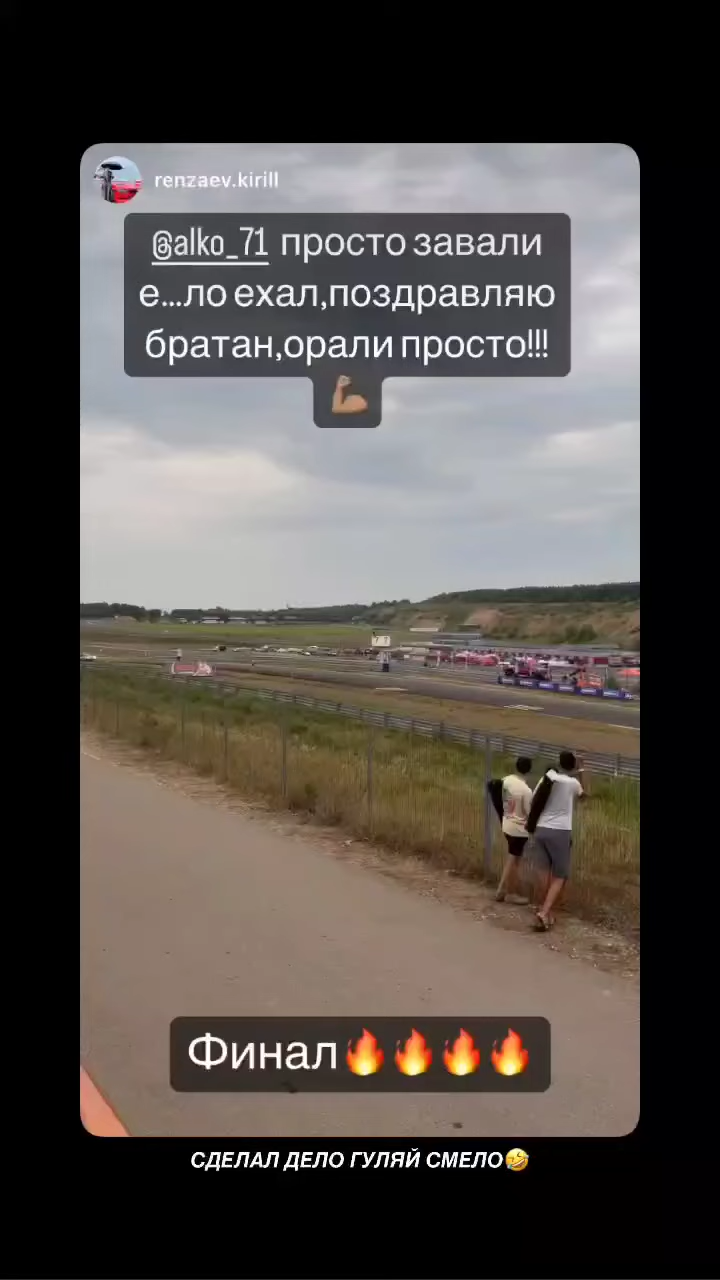 renzaev.kirill
@alko_71 просто завали
е...ло ехал,поздравляю
братан,орали просто!!!
💪🏽
Финал🔥🔥🔥🔥
СДЕЛАЛ ДЕЛО ГУЛЯЙ СМЕЛО🤣